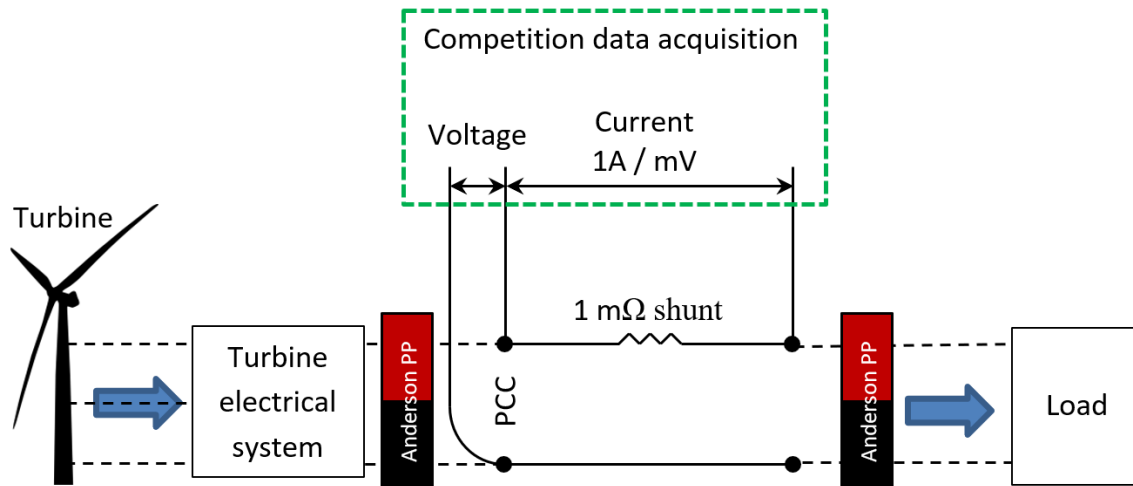 Competition data acquisition
Voltage
Current
1A / mV
Turbine
1 mΩ shunt
Turbine
electrical
system
Anderson PP
PCC
Anderson PP
Load